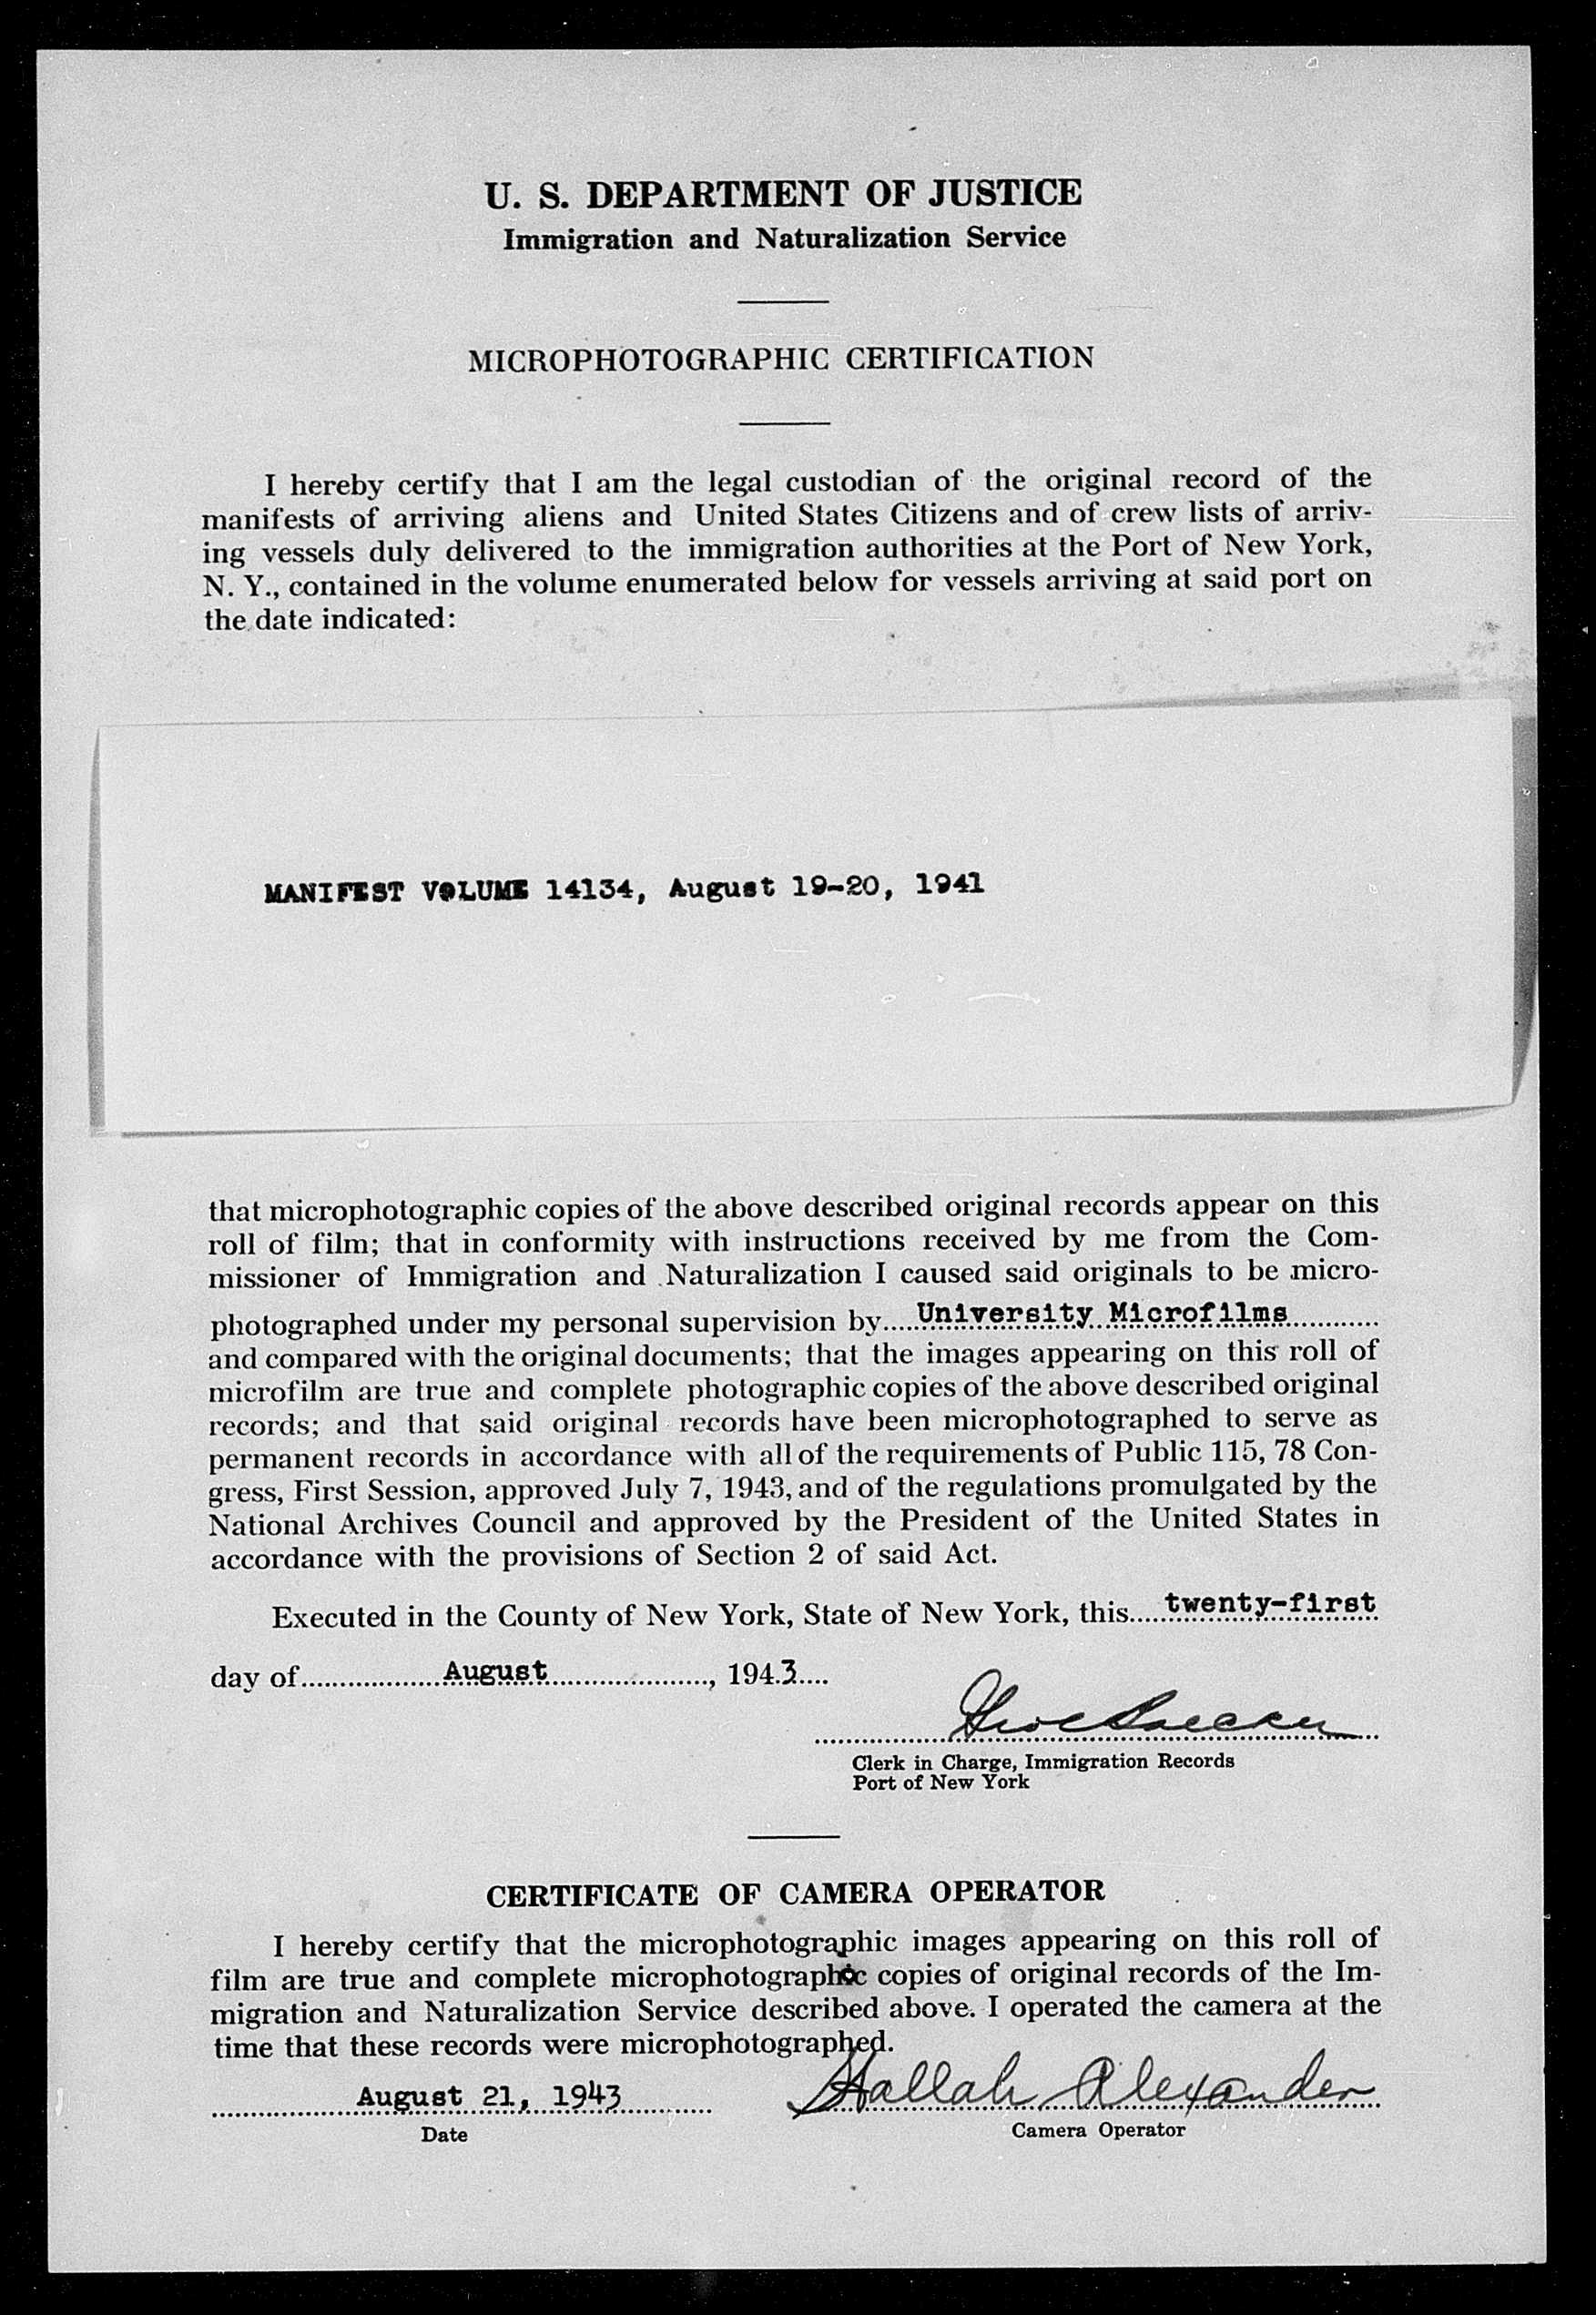 U. S. DEPARTMENT OF JUSTICE
Immigration and Naturalization Service
MICROPHOTOGRAPHIC CERTIFICATION
I hereby certify that I am the legal custodian of the original record of the
manifests of arriving aliens and United States Citizens and of crew lists of arriv-
ing vessels duly delivered to the immigration authorities at the Port of New York,
N. Y., contained in the volume enumerated below for vessels arriving at said port on
the date indicated:
MANIFEST VOLUME 14134, August 19-20, 1941
that microphotographic copies of the above described original records appear on this
roll of film; that in conformity with instructions received by me from the Com-
missioner of Immigration and Naturalization I caused said originals to be micro-
photographed under my personal supervision by.....University Microfilms............
and compared with the original documents; that the images appearing on this roll of
microfilm are true and complete photographic copies of the above described original
records; and that said original records have been microphotographed to serve as
permanent records in accordance with all of the requirements of Public 115, 78 Con-
gress, First Session, approved July 7, 1943, and of the regulations promulgated by the
National Archives Council and approved by the President of the United States in
accordance with the provisions of Section 2 of said Act.
Executed in the County of New York, State of New York, this.....twenty-first
day of..................August....................., 194.3....
Clerk in Charge, Immigration Records
Port of New York
CERTIFICATE OF CAMERA OPERATOR
I hereby certify that the microphotographic images appearing on this roll of
film are true and complete microphotographic copies of original records of the Im-
migration and Naturalization Service described above. I operated the camera at the
time that these records were microphotographed.
August 21, 1943 Hallah Alexander
Date Camera Operator